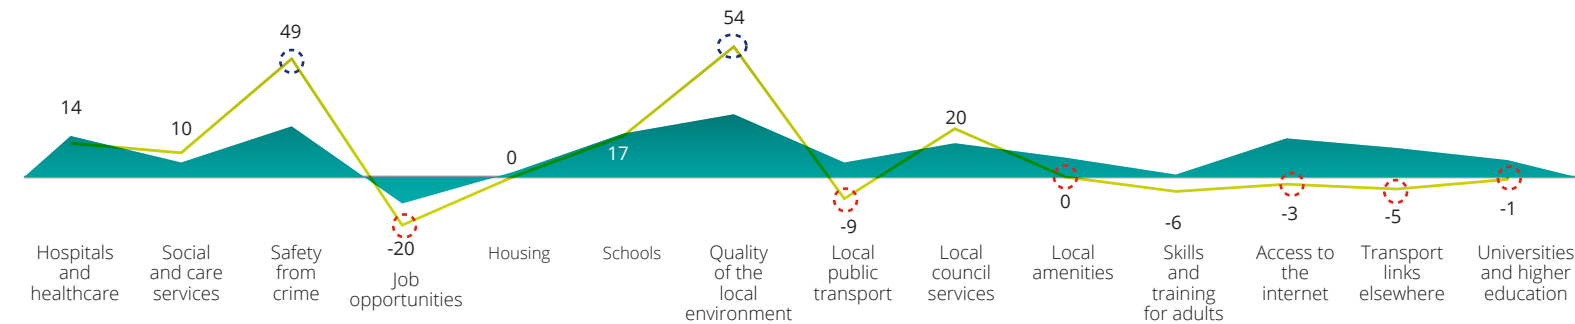 14
10
49
-20
0
17
54
-9
20
0
-6
-3
-5
-1
Hospitals
and
healthcare
Social
and care
services
Safety
from
crime
Job
opportunities
Housing
Schools
Quality
of the
local
environment
Local
public
transport
Local
council
services
Local
amenities
Skills
and
training
for adults
Access to
the
internet
Transport
links
elsewhere
Universities
and higher
education